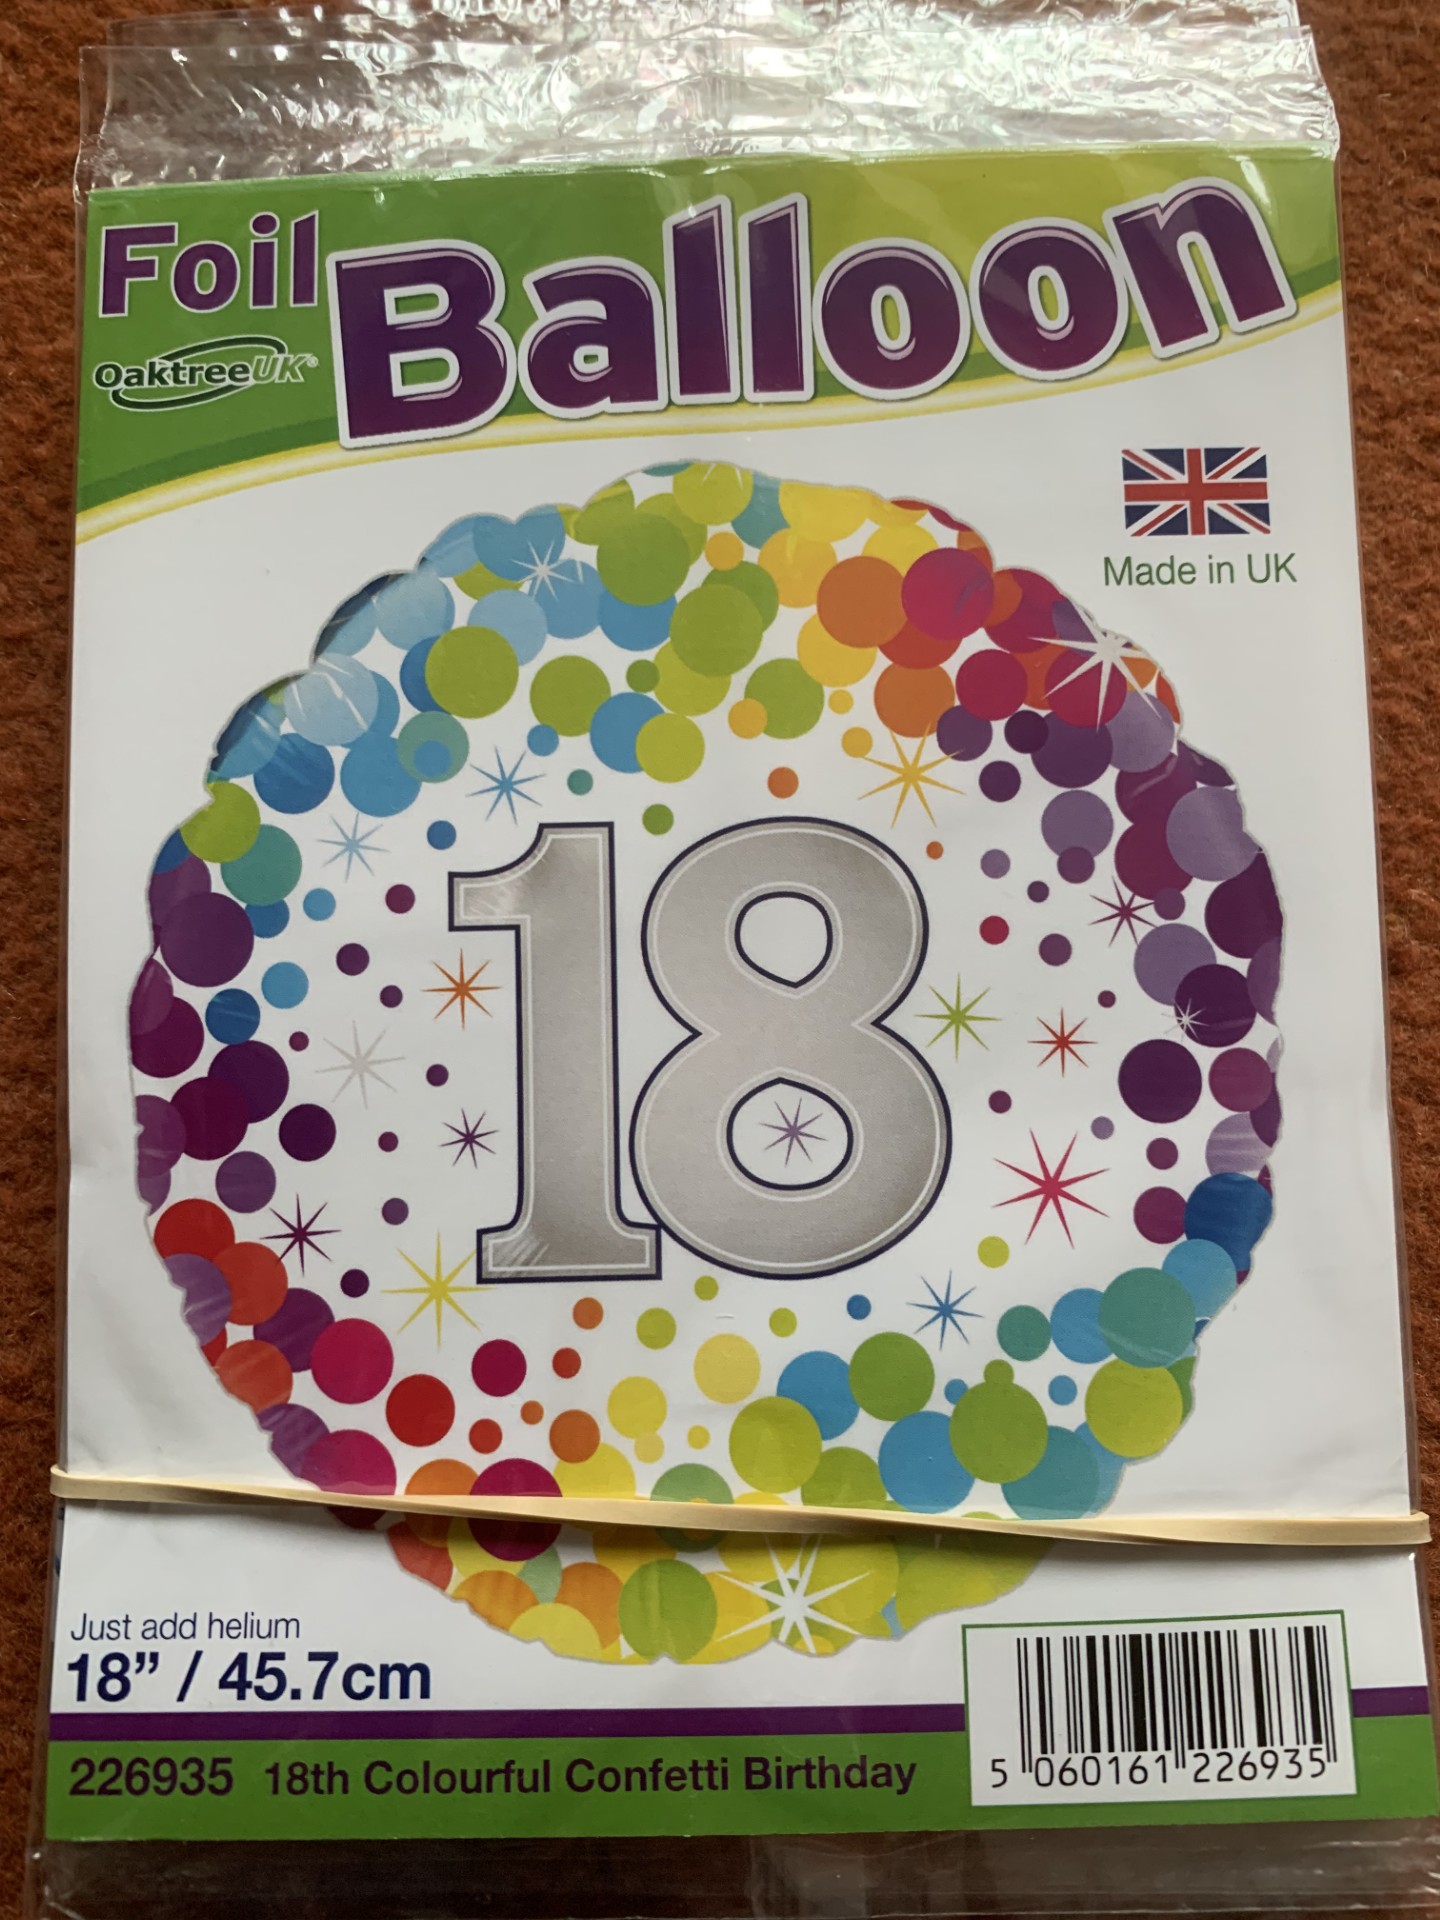 Foil Balloon
OaktreeUK®
Made in UK
18
Just add helium
18” / 45.7cm
226935 18th Colourful Confetti Birthday
5 060161 226935